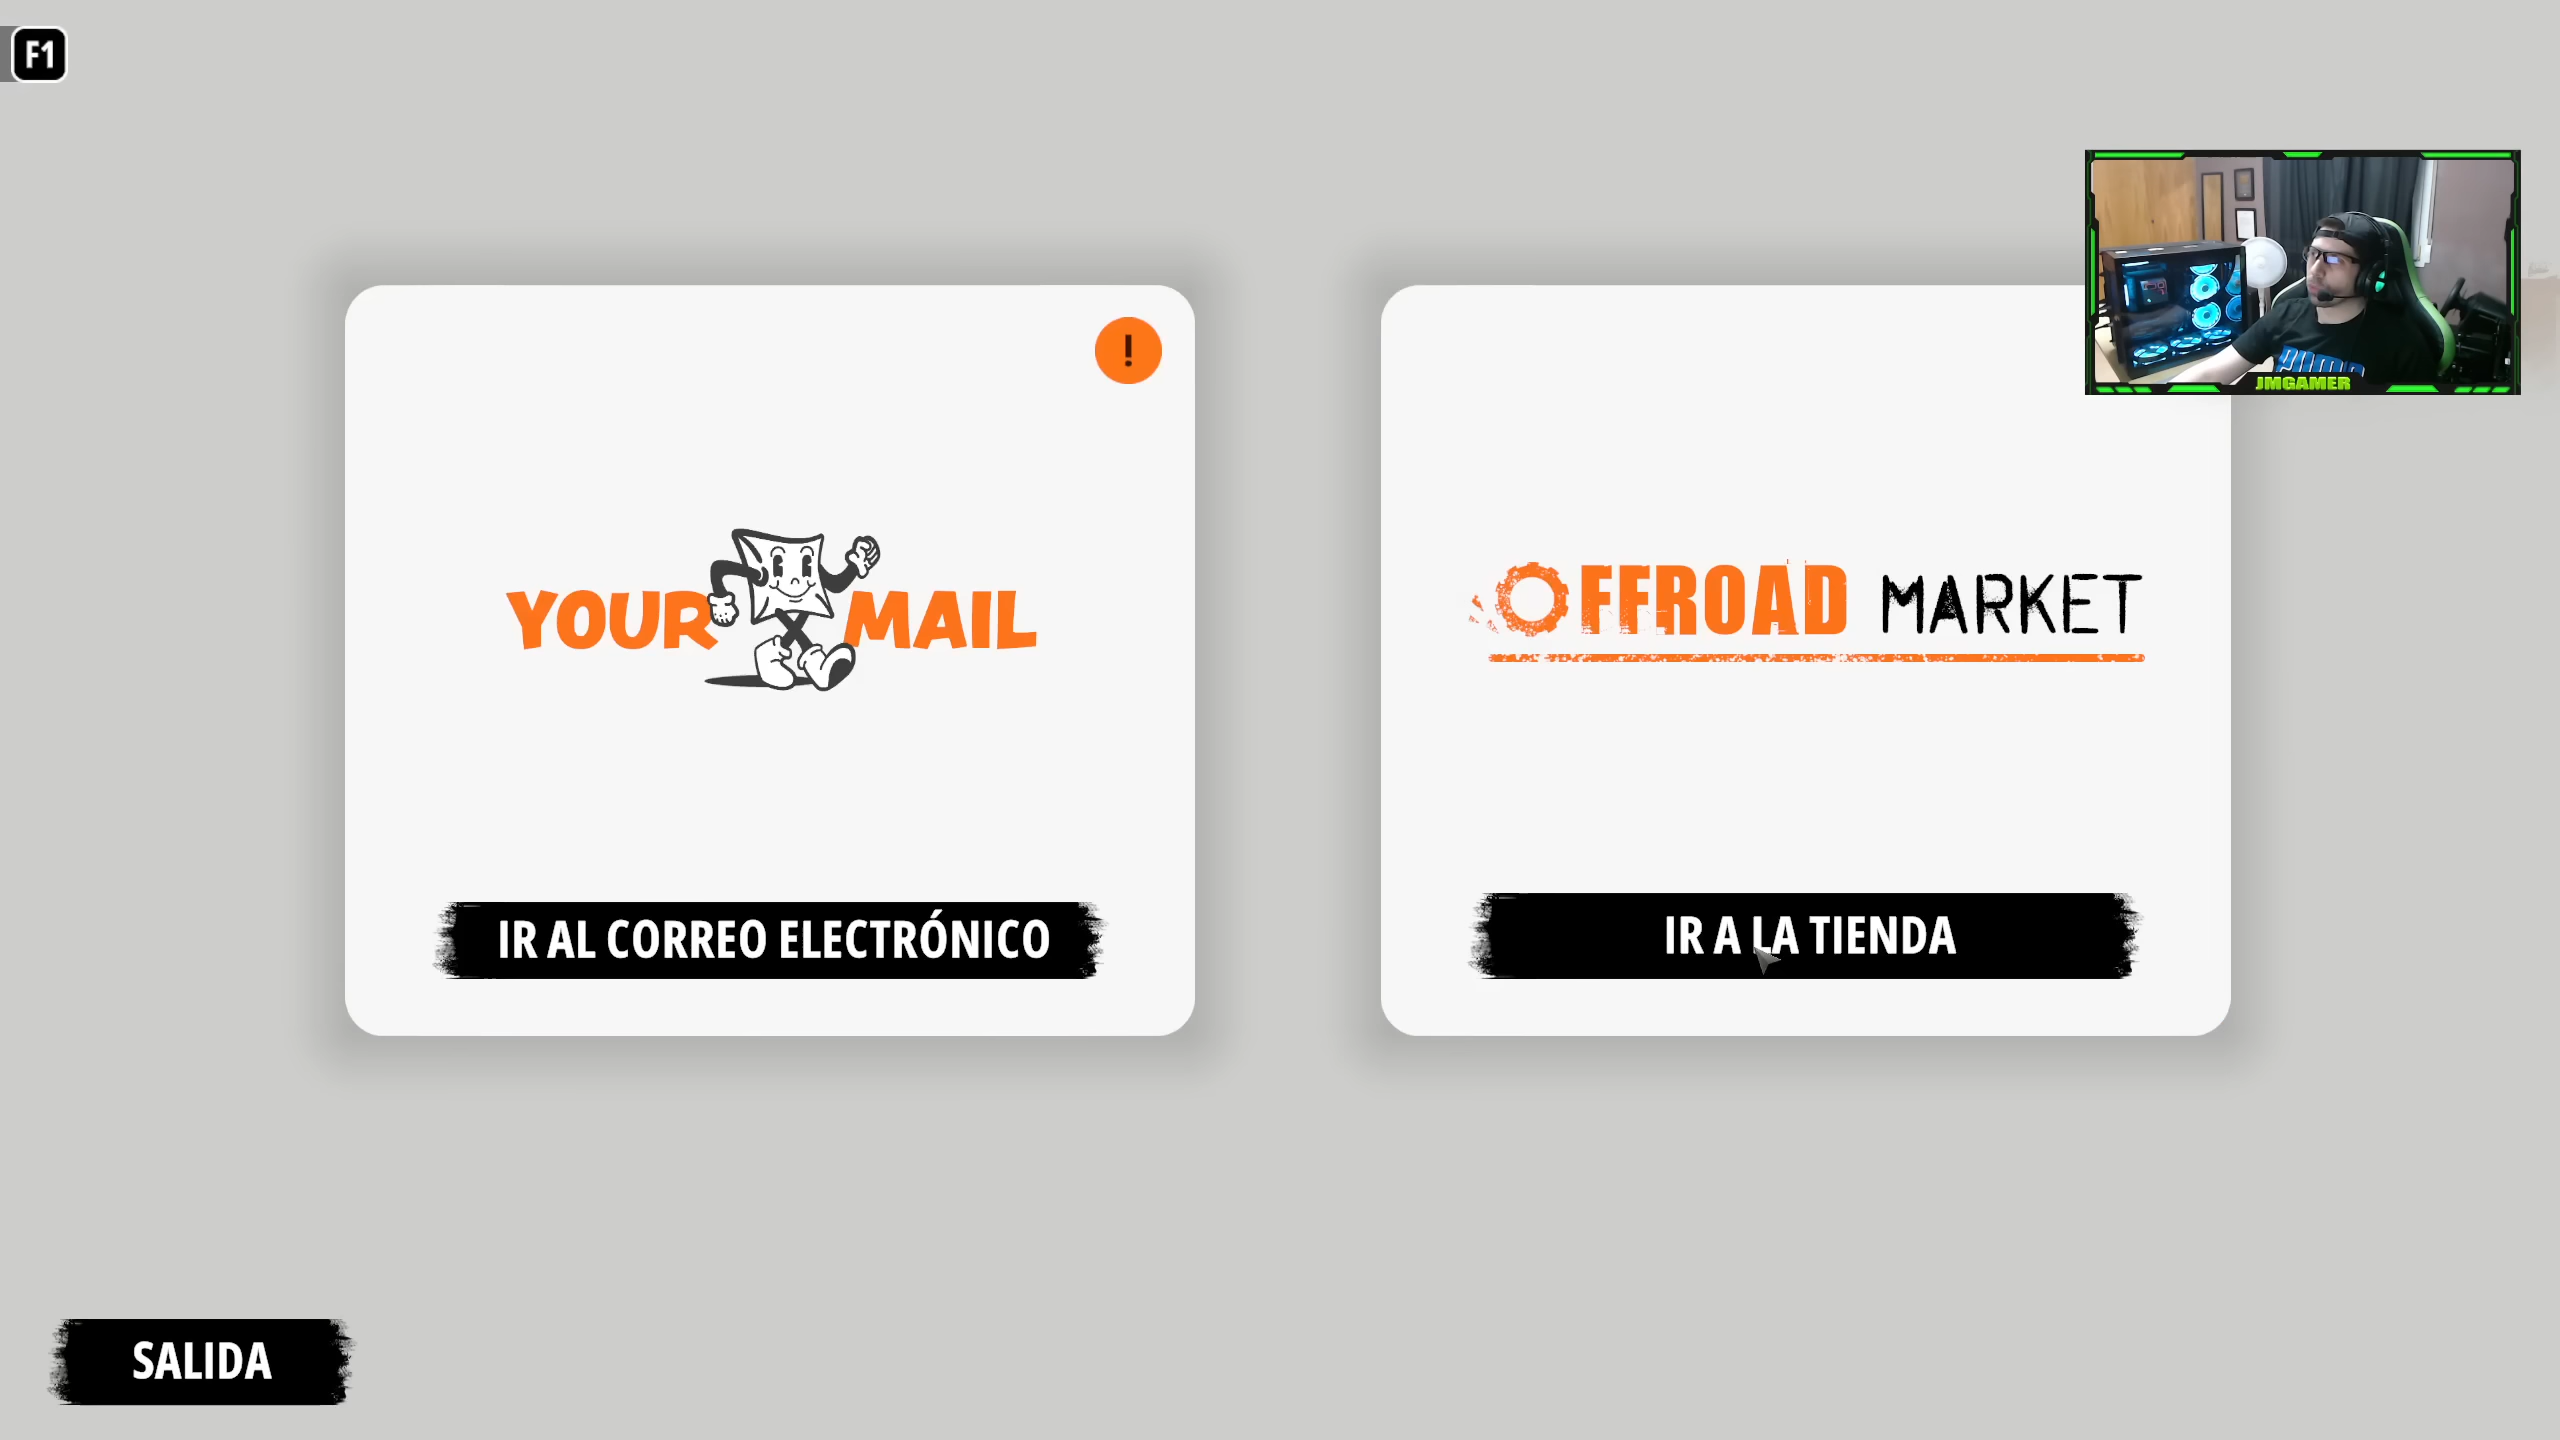 F1
!
YOUR MAIL
OFFROAD MARKET
IR AL CORREO ELECTRÓNICO
IR A LA TIENDA
JMGAMER
SALIDA